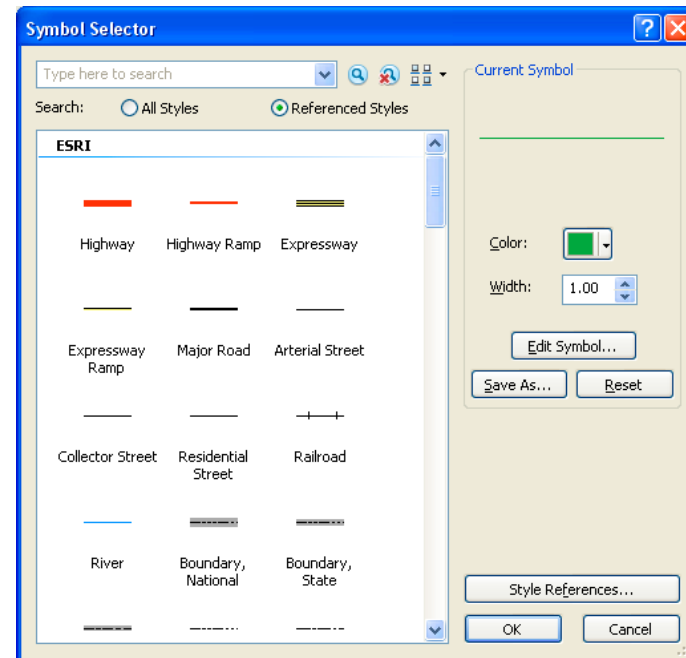 Symbol Selector
Type here to search
Search: All Styles Referenced Styles
ESRI
Highway Highway Ramp Expressway
Expressway Ramp Major Road Arterial Street
Collector Street Residential Street Railroad
River Boundary, National Boundary, State
Current Symbol
Color:
Width: 1.00
Edit Symbol...
Save As... Reset
Style References...
OK Cancel